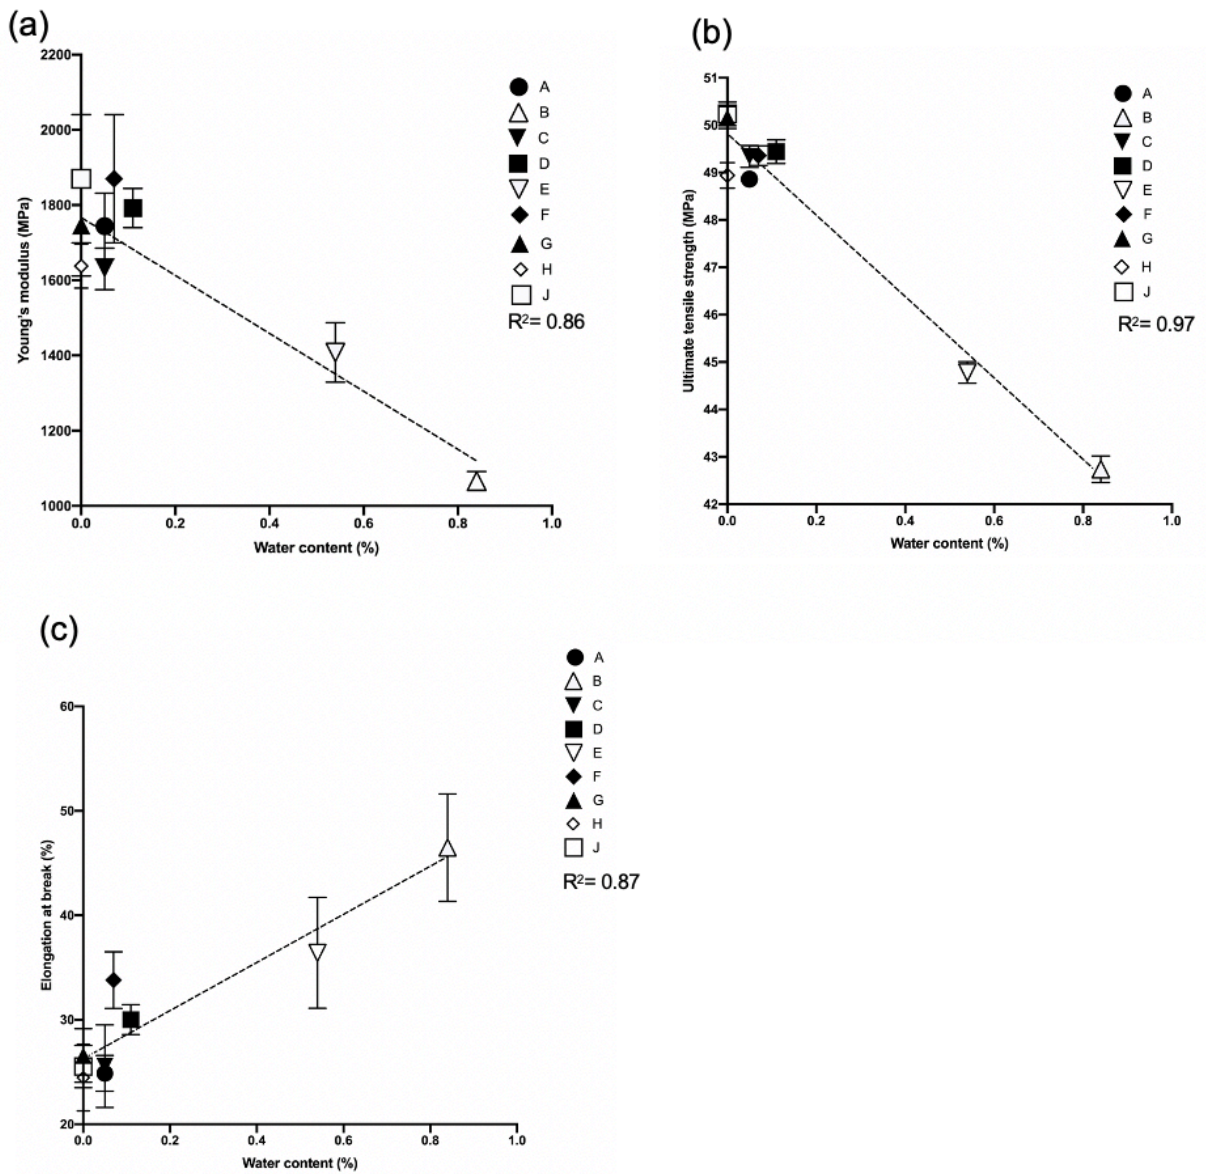 (a)
2200
2000
1800
1600
1400
1200
1000
0.0 0.2 0.4 0.6 0.8 1.0
Young's modulus (MPa)
Water content (%)
A
B
C
D
E
F
G
H
J
R²= 0.86
(b)
51
50
49
48
47
46
45
44
43
42
0.0 0.2 0.4 0.6 0.8 1.0
Ultimate tensile strength (MPa)
Water content (%)
A
B
C
D
E
F
G
H
J
R²= 0.97
(c)
60
50
40
30
20
0.0 0.2 0.4 0.6 0.8 1.0
Elongation at break (%)
Water content (%)
A
B
C
D
E
F
G
H
J
R²= 0.87